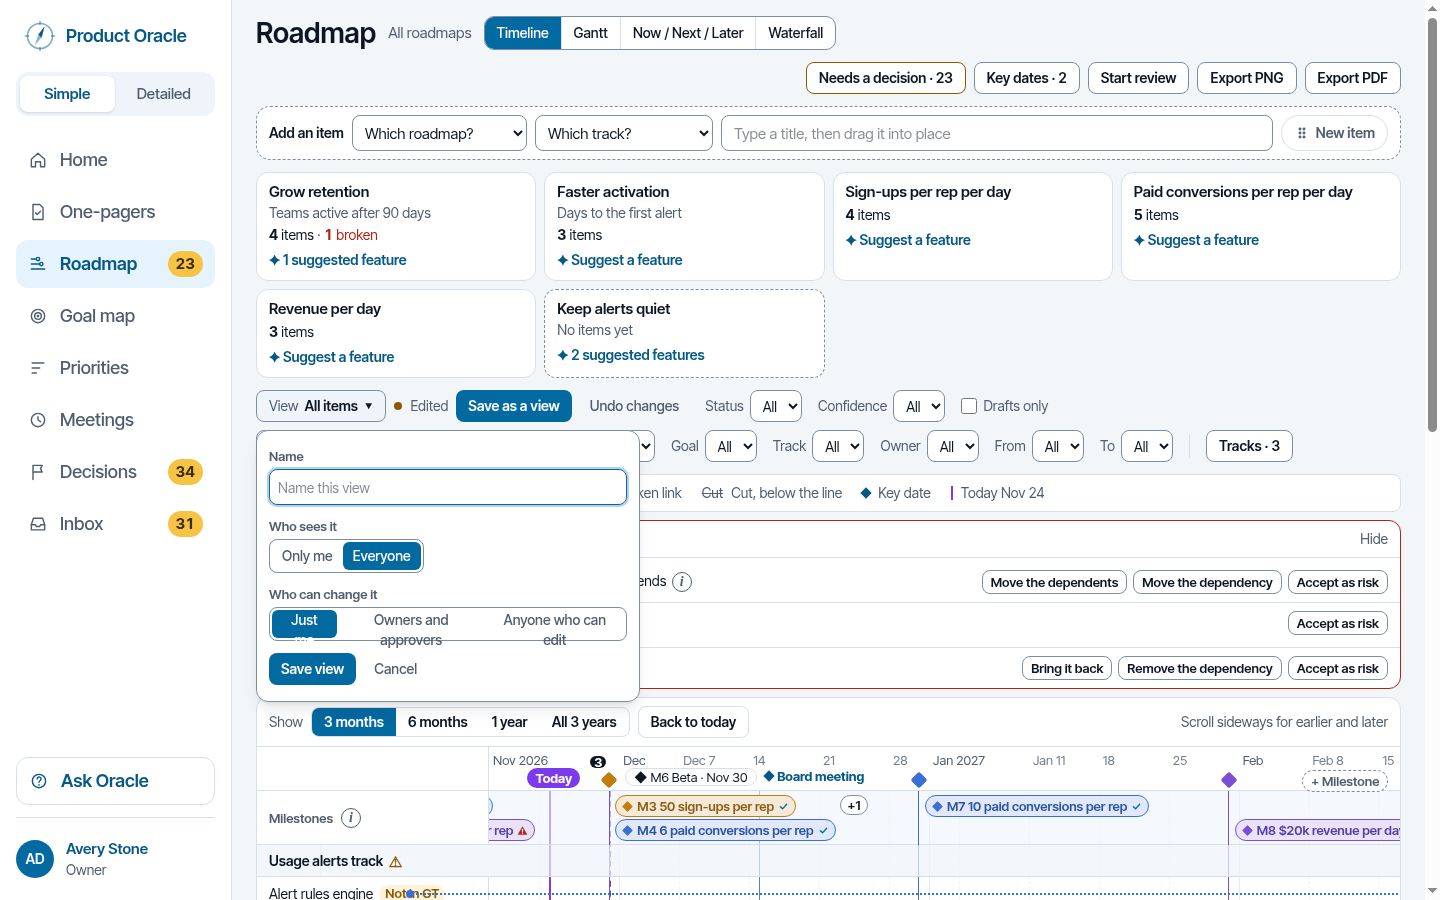 Product Oracle
Simple
Detailed
Home
One-pagers
Roadmap 23
Goal map
Priorities
Meetings
Decisions 34
Inbox 31
Ask Oracle
AD
Avery Stone
Owner
Roadmap
All roadmaps
Timeline
Gantt
Now / Next / Later
Waterfall
Needs a decision · 23
Key dates · 2
Start review
Export PNG
Export PDF
Add an item
Which roadmap?
Which track?
Type a title, then drag it into place
New item
Grow retention
Teams active after 90 days
4 items · 1 broken
1 suggested feature
Faster activation
Days to the first alert
3 items
Suggest a feature
Sign-ups per rep per day
4 items
Suggest a feature
Paid conversions per rep per day
5 items
Suggest a feature
Revenue per day
3 items
Suggest a feature
Keep alerts quiet
No items yet
2 suggested features
View All items
Edited
Save as a view
Undo changes
Status All
Confidence All
Drafts only
Goal All
Track All
Owner All
From All
To All
Tracks · 3
Name
Name this view
Who sees it
Only me
Everyone
Who can change it
Just
Owners and approvers
Anyone who can edit
Save view
Cancel
ken link
Cut Cut, below the line
Key date
Today Nov 24
Hide
ends i
Move the dependents
Move the dependency
Accept as risk
Accept as risk
Bring it back
Remove the dependency
Accept as risk
Show
3 months
6 months
1 year
All 3 years
Back to today
Scroll sideways for earlier and later
Nov 2026
3
Dec
Dec 7
14
21
28
Jan 2027
Jan 11
18
25
Feb
Feb 8
15
Today
M6 Beta · Nov 30
Board meeting
+ Milestone
Milestones i
M3 50 sign-ups per rep
+1
M7 10 paid conversions per rep
rep
M4 6 paid conversions per rep
M8 $20k revenue per day
Usage alerts track
Alert rules engine
Not in GT